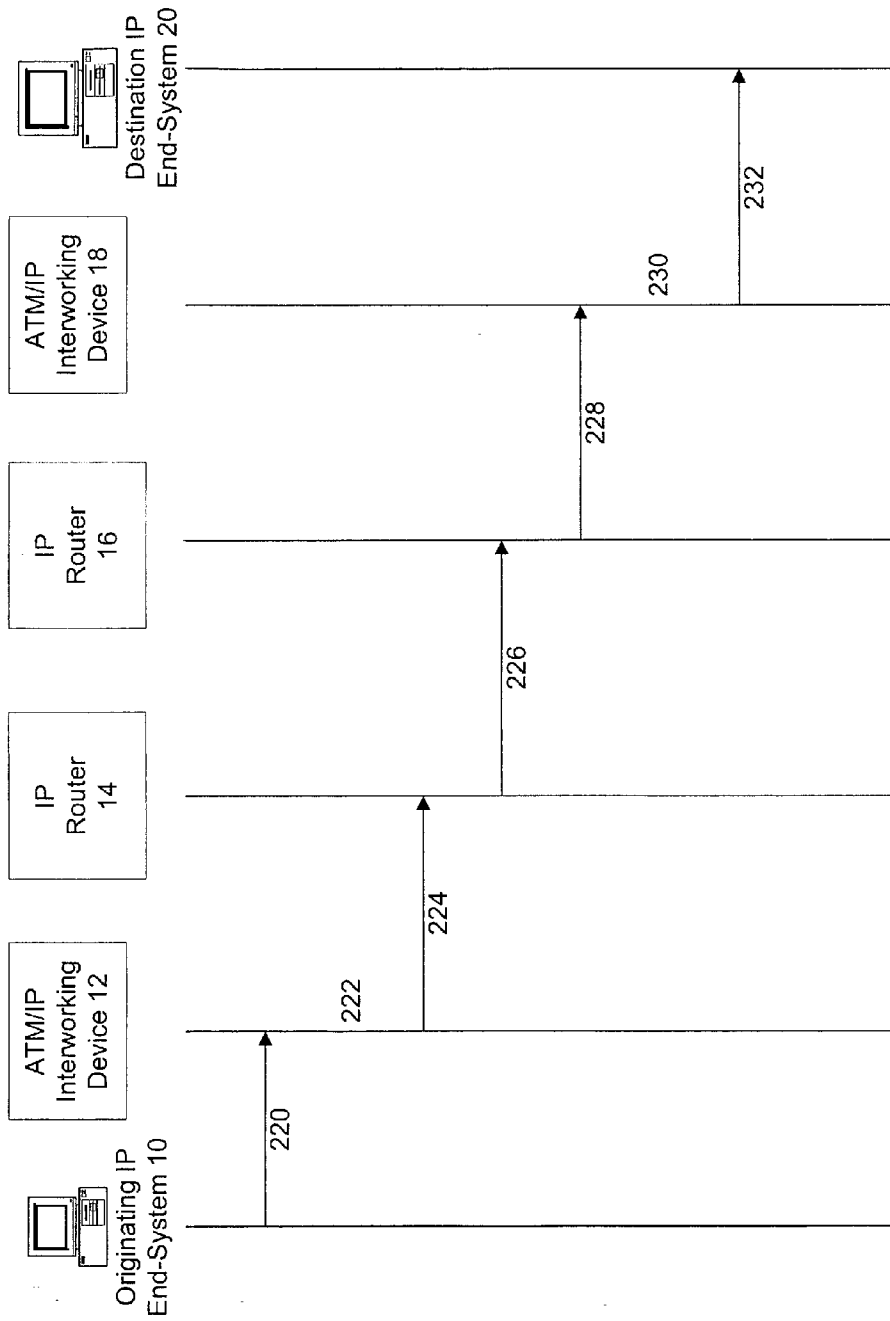 Originating IP
End-System 10
ATM/IP
Interworking
Device 12
IP
Router
14
IP
Router
16
ATM/IP
Interworking
Device 18
Destination IP
End-System 20
220
222
224
226
228
230
232